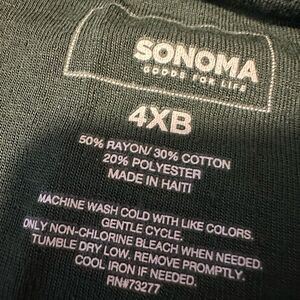 SONOMA
GOODS FOR LIFE
4XB
50% RAYON/ 30% COTTON
20% POLYESTER
MADE IN HAITI
MACHINE WASH COLD WITH LIKE COLORS.
GENTLE CYCLE.
ONLY NON-CHLORINE BLEACH WHEN NEEDED.
TUMBLE DRY LOW. REMOVE PROMPTLY.
COOL IRON IF NEEDED.
RN#73277